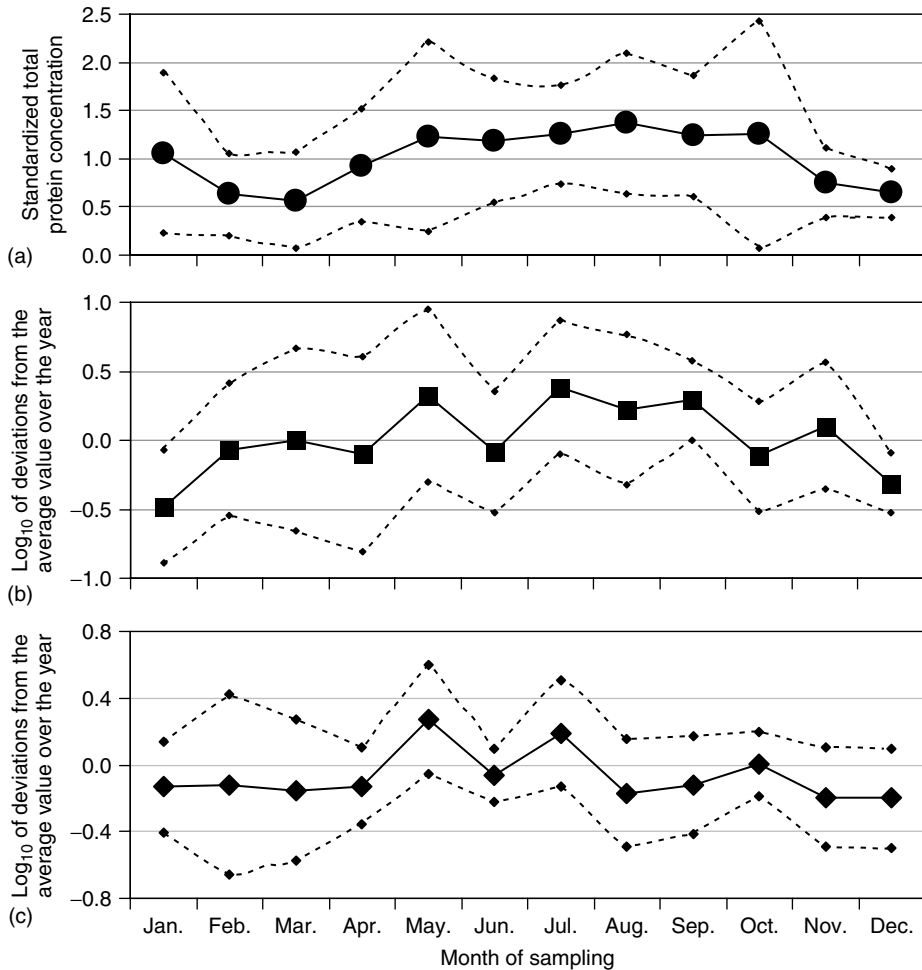 Standardized total
protein concentration
2.5
2.0
1.5
1.0
0.5
0.0
(a)
Log10 of deviations from the
average value over the year
1.0
0.5
0.0
−0.5
−1.0
(b)
Log10 of deviations from the
average value over the year
0.8
0.4
0.0
−0.4
−0.8
(c)
Jan. Feb. Mar. Apr. May. Jun. Jul. Aug. Sep. Oct. Nov. Dec.
Month of sampling